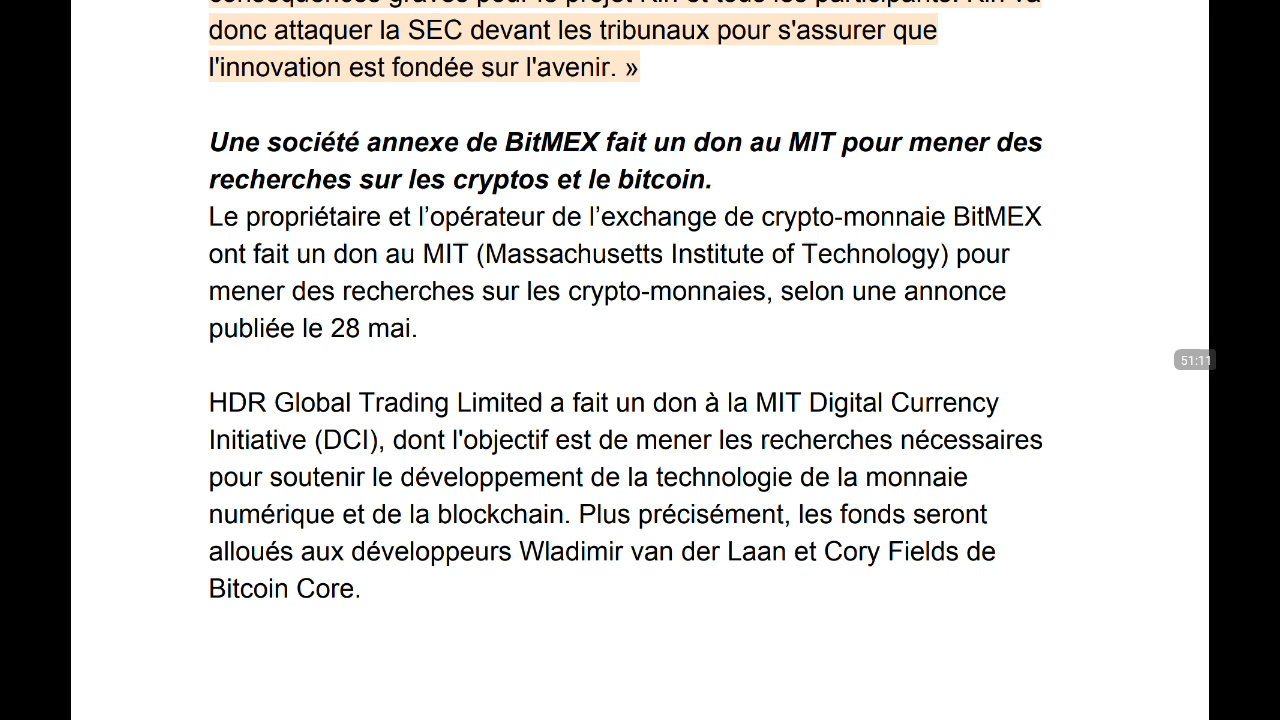 donc attaquer la SEC devant les tribunaux pour s'assurer que
l'innovation est fondée sur l'avenir. »
Une société annexe de BitMEX fait un don au MIT pour mener des
recherches sur les cryptos et le bitcoin.
Le propriétaire et l’opérateur de l’exchange de crypto-monnaie BitMEX
ont fait un don au MIT (Massachusetts Institute of Technology) pour
mener des recherches sur les crypto-monnaies, selon une annonce
publiée le 28 mai.
51:11
HDR Global Trading Limited a fait un don à la MIT Digital Currency
Initiative (DCI), dont l'objectif est de mener les recherches nécessaires
pour soutenir le développement de la technologie de la monnaie
numérique et de la blockchain. Plus précisément, les fonds seront
alloués aux développeurs Wladimir van der Laan et Cory Fields de
Bitcoin Core.